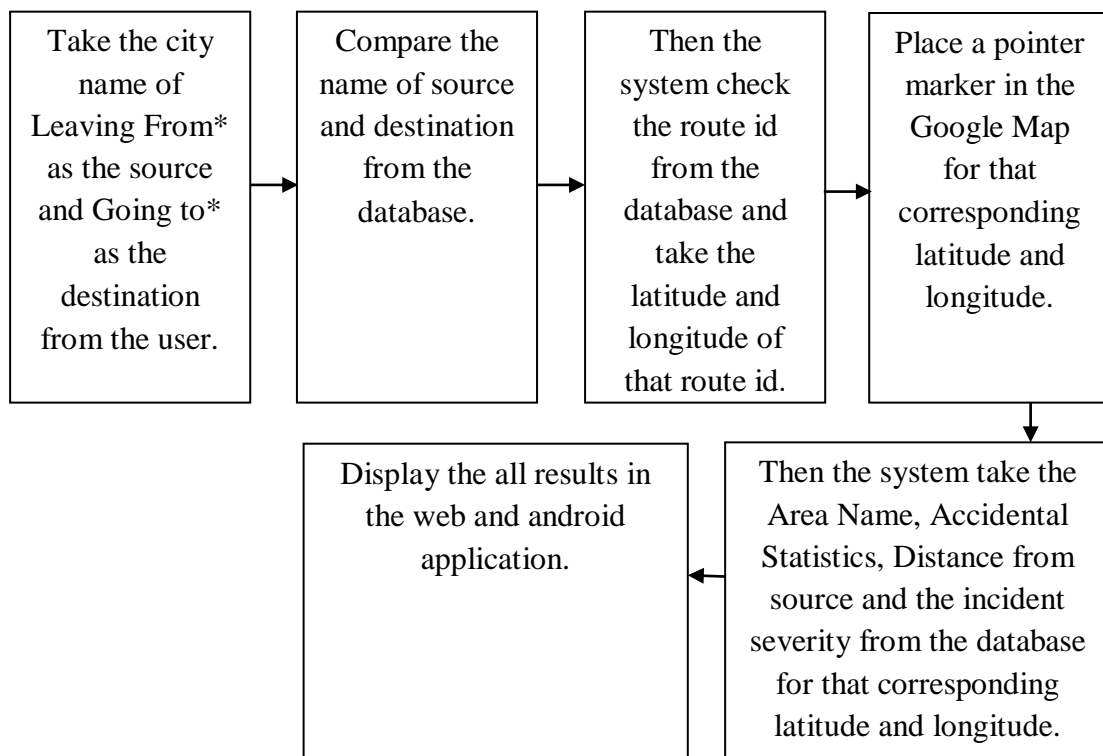 Take the city
name of
Leaving From*
as the source
and Going to*
as the
destination
from the user.
Compare the
name of source
and destination
from the
database.
Then the
system check
the route id
from the
database and
take the
latitude and
longitude of
that route id.
Place a pointer
marker in the
Google Map
for that
corresponding
latitude and
longitude.
Then the system take the
Area Name, Accidental
Statistics, Distance from
source and the incident
severity from the database
for that corresponding
latitude and longitude.
Display the all results in
the web and android
application.